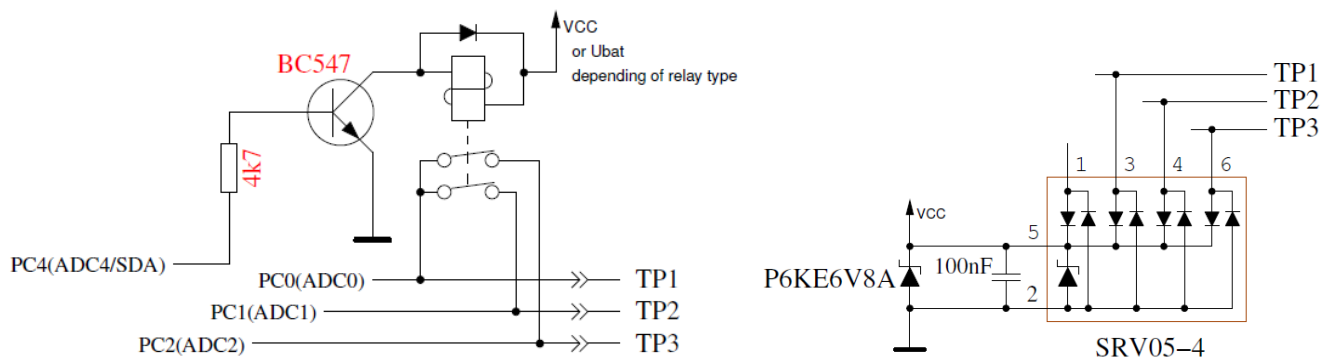 BC547
VCC
or Ubat
depending of relay type
4k7
PC4(ADC4/SDA)
PC0(ADC0)
TP1
PC1(ADC1)
TP2
PC2(ADC2)
TP3
TP1
TP2
TP3
1
3
4
6
VCC
5
P6KE6V8A
100nF
2
SRV05-4